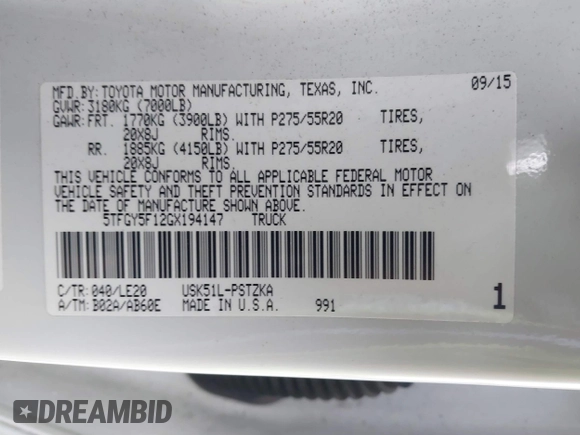 MFD.BY: TOYOTA MOTOR MANUFACTURING, TEXAS, INC. 09/15
GVWR: 3180KG (7000LB)
GAWR: FRT. 1770KG (3900LB) WITH P275/55R20 TIRES,
20X8J RIMS.
RR. 1885KG (4150LB) WITH P275/55R20 TIRES,
20X8J RIMS.
THIS VEHICLE CONFORMS TO ALL APPLICABLE FEDERAL MOTOR
VEHICLE SAFETY AND THEFT PREVENTION STANDARDS IN EFFECT ON
THE DATE OF MANUFACTURE SHOWN ABOVE.
5TFGY5F12GX194147 TRUCK
C/TR: 040/LE20 USK51L-PSTZKA
A/TM: B02A/AB60E MADE IN U.S.A. 991 1
DREAMBID